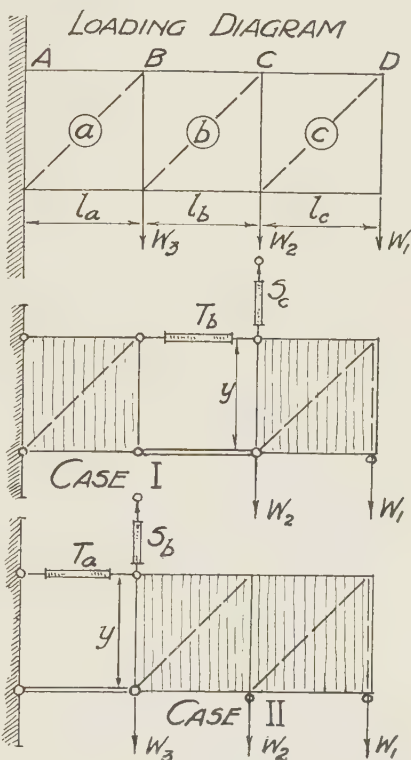 LOADING DIAGRAM
A B C D
a b c
la lb lc
W3 W2 W1
Sc
Tb
y
CASE I
W2 W1
Sb
Ta
y
CASE II
W3 W2 W1